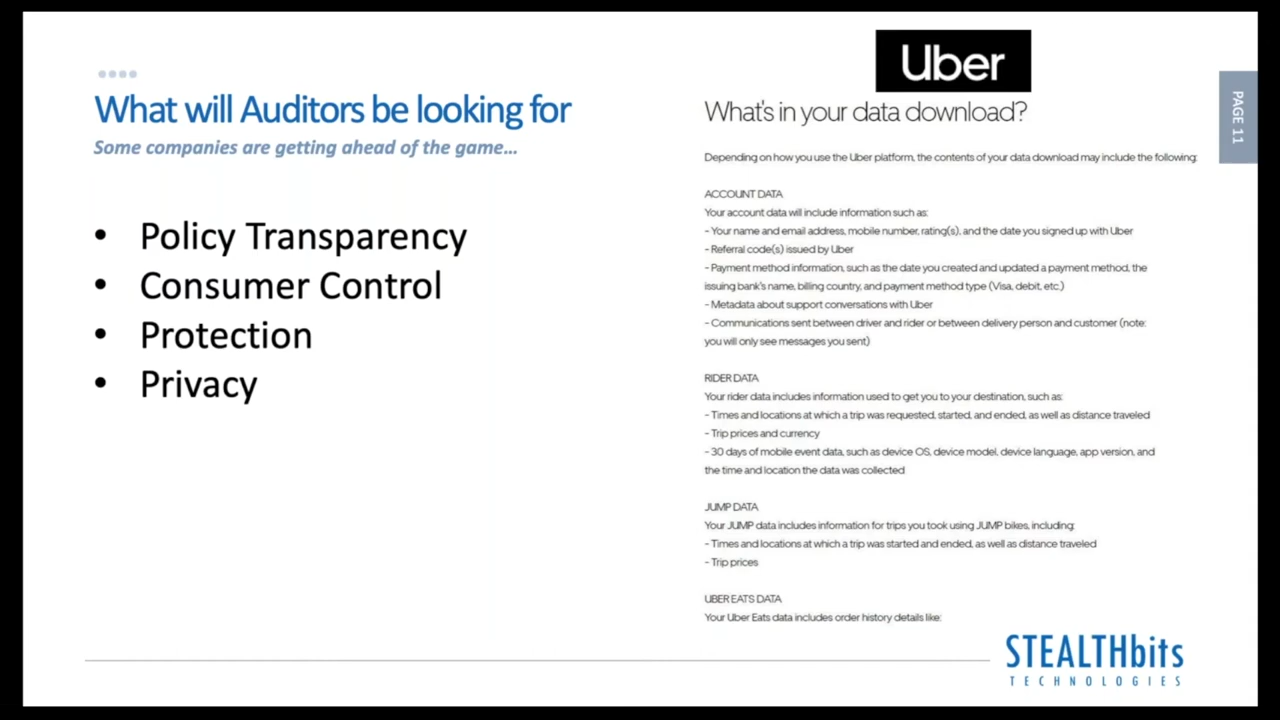 What will Auditors be looking for
Some companies are getting ahead of the game...
• Policy Transparency
• Consumer Control
• Protection
• Privacy
Uber
What's in your data download?
Depending on how you use the Uber platform, the contents of your data download may include the following:
ACCOUNT DATA
Your account data will include information such as:
- Your name and email address, mobile number, rating(s), and the date you signed up with Uber
- Referral code(s) issued by Uber
- Payment method information, such as the date you created and updated a payment method, the
issuing bank's name, billing country, and payment method type (Visa, debit, etc.)
- Metadata about support conversations with Uber
- Communications sent between driver and rider or between delivery person and customer (note:
you will only see messages you sent)
RIDER DATA
Your rider data includes information used to get you to your destination, such as:
- Times and locations at which a trip was requested, started, and ended, as well as distance traveled
- Trip prices and currency
- 30 days of mobile event data, such as device OS, device model, device language, app version, and
the time and location the data was collected
JUMP DATA
Your JUMP data includes information for trips you took using JUMP bikes, including:
- Times and locations at which a trip was started and ended, as well as distance traveled
- Trip prices
UBER EATS DATA
Your Uber Eats data includes order history details like:
PAGE 11
STEALTHbits
TECHNOLOGIES